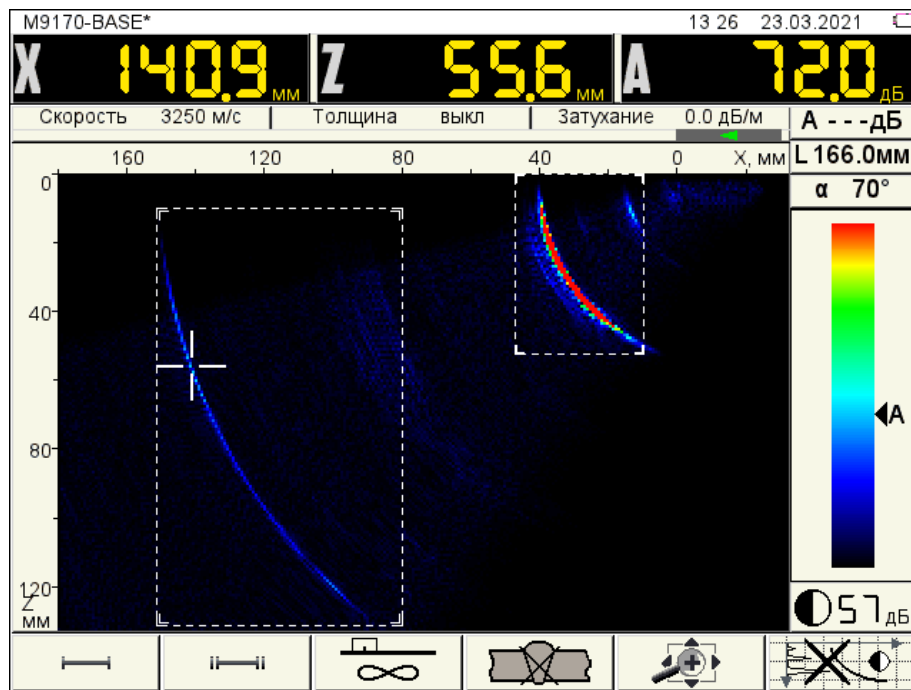 M9170-BASE* 13 26 23.03.2021
X 140.9 мм Z 55.6 мм A 72.0 дБ
Скорость 3250 м/с Толщина выкл Затухание 0.0 дБ/м A ---дБ
L 166.0мм
160 120 80 40 0 X, мм
α 70°
0
40
80
A
120
Z
мм
57 дБ